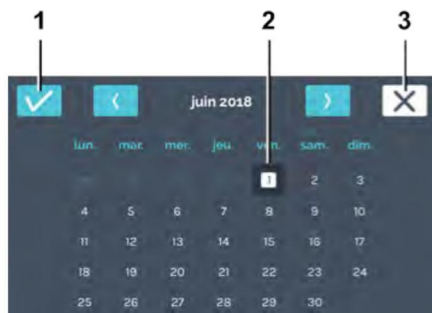 1 2 3
juin 2018
lun. mar. mer. jeu. ven. sam. dim.
1 2 3
4 5 6 7 8 9 10
11 12 13 14 15 16 17
18 19 20 21 22 23 24
25 26 27 28 29 30